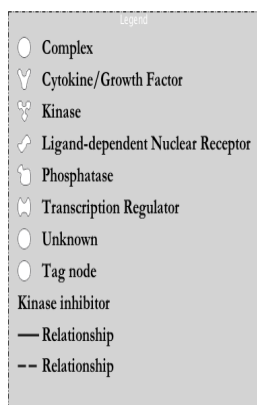 Legend
Complex
Cytokine/Growth Factor
Kinase
Ligand-dependent Nuclear Receptor
Phosphatase
Transcription Regulator
Unknown
Tag node
Kinase inhibitor
Relationship
Relationship